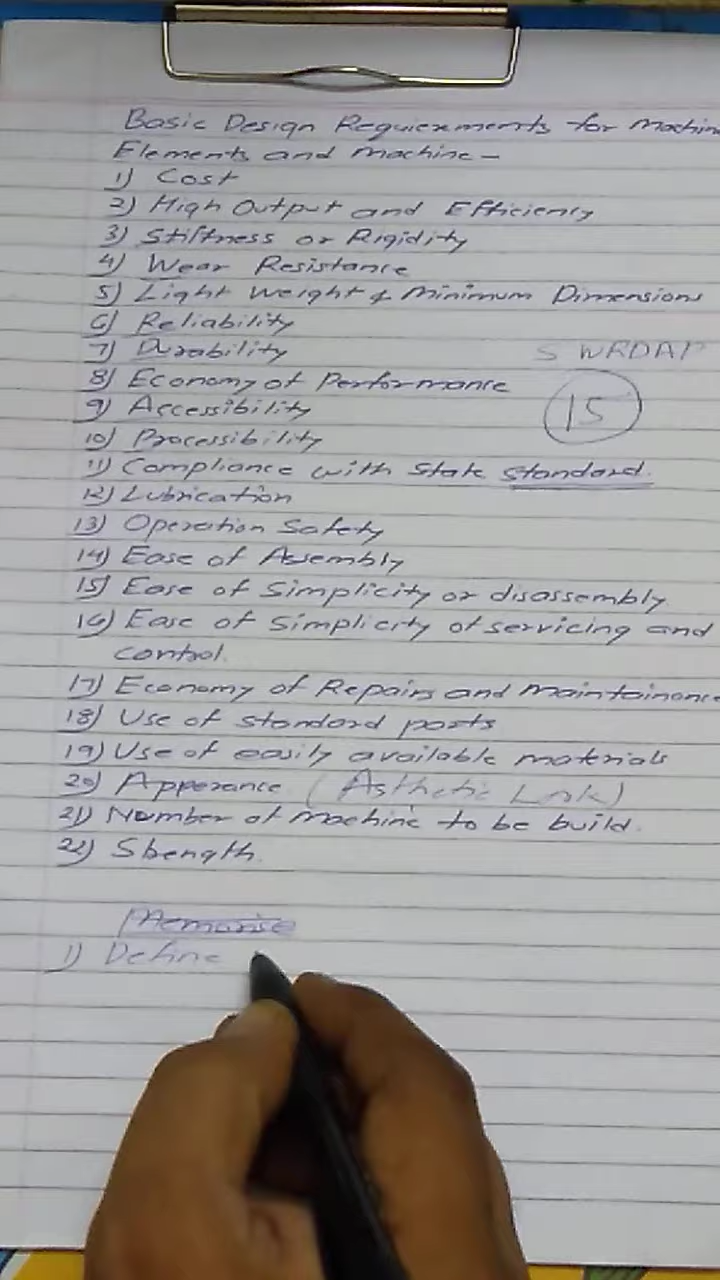 Basic Design Requierments for Machin
Elements and Machine -
1) Cost
2) High Output and Efficiency
3) Stiffness or Rigidity
4) Wear Resistance
5) Light Weight & Minimum Dimensions
6) Reliability
7) Durability
SWRDAP
8) Economy of Performance
9) Accessibility
15
10) Processibility
11) Compliance with State Standard.
12) Lubrication
13) Operation Safety
14) Ease of Assembly
15) Ease of Simplicity or disassembly
16) Ease of Simplicity of servicing and
control.
17) Economy of Repairs and Maintainance
18) Use of standard parts
19) Use of easily available materials
20) Apperance (Asthetic Look)
21) Number of machine to be build.
22) Strength.
Memorise
1) Define